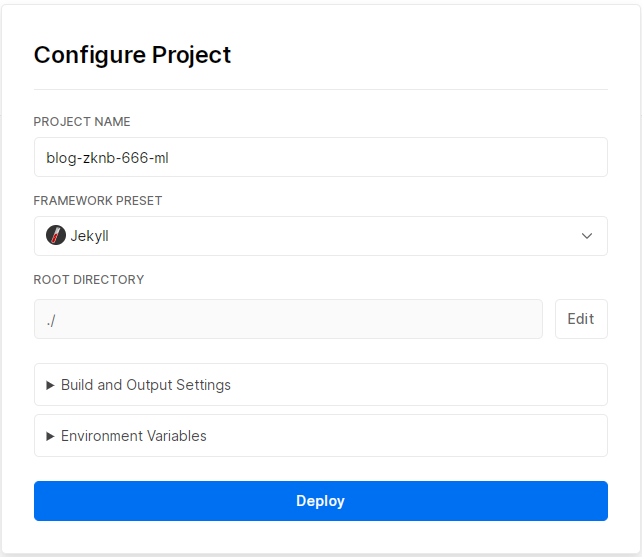 Configure Project
PROJECT NAME
blog-zknb-666-ml
FRAMEWORK PRESET
Jekyll
ROOT DIRECTORY
./
Edit
Build and Output Settings
Environment Variables
Deploy